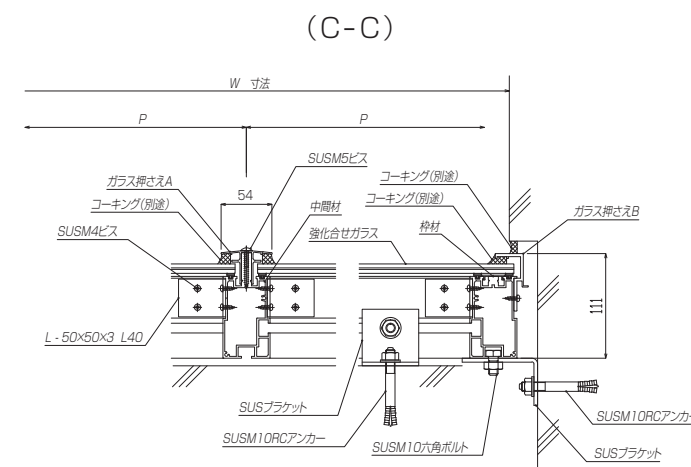 (C-C)
W 寸法
P
P
SUSM5ビス
ガラス押さえA
54
コーキング(別途)
コーキング(別途)
中間材
コーキング(別途)
ガラス押さえB
SUSM4ビス
強化合せガラス
枠材
111
L-50×50×3 L40
SUSブラケット
SUSM10RCアンカー
SUSM10RCアンカー
SUSM10六角ボルト
SUSブラケット